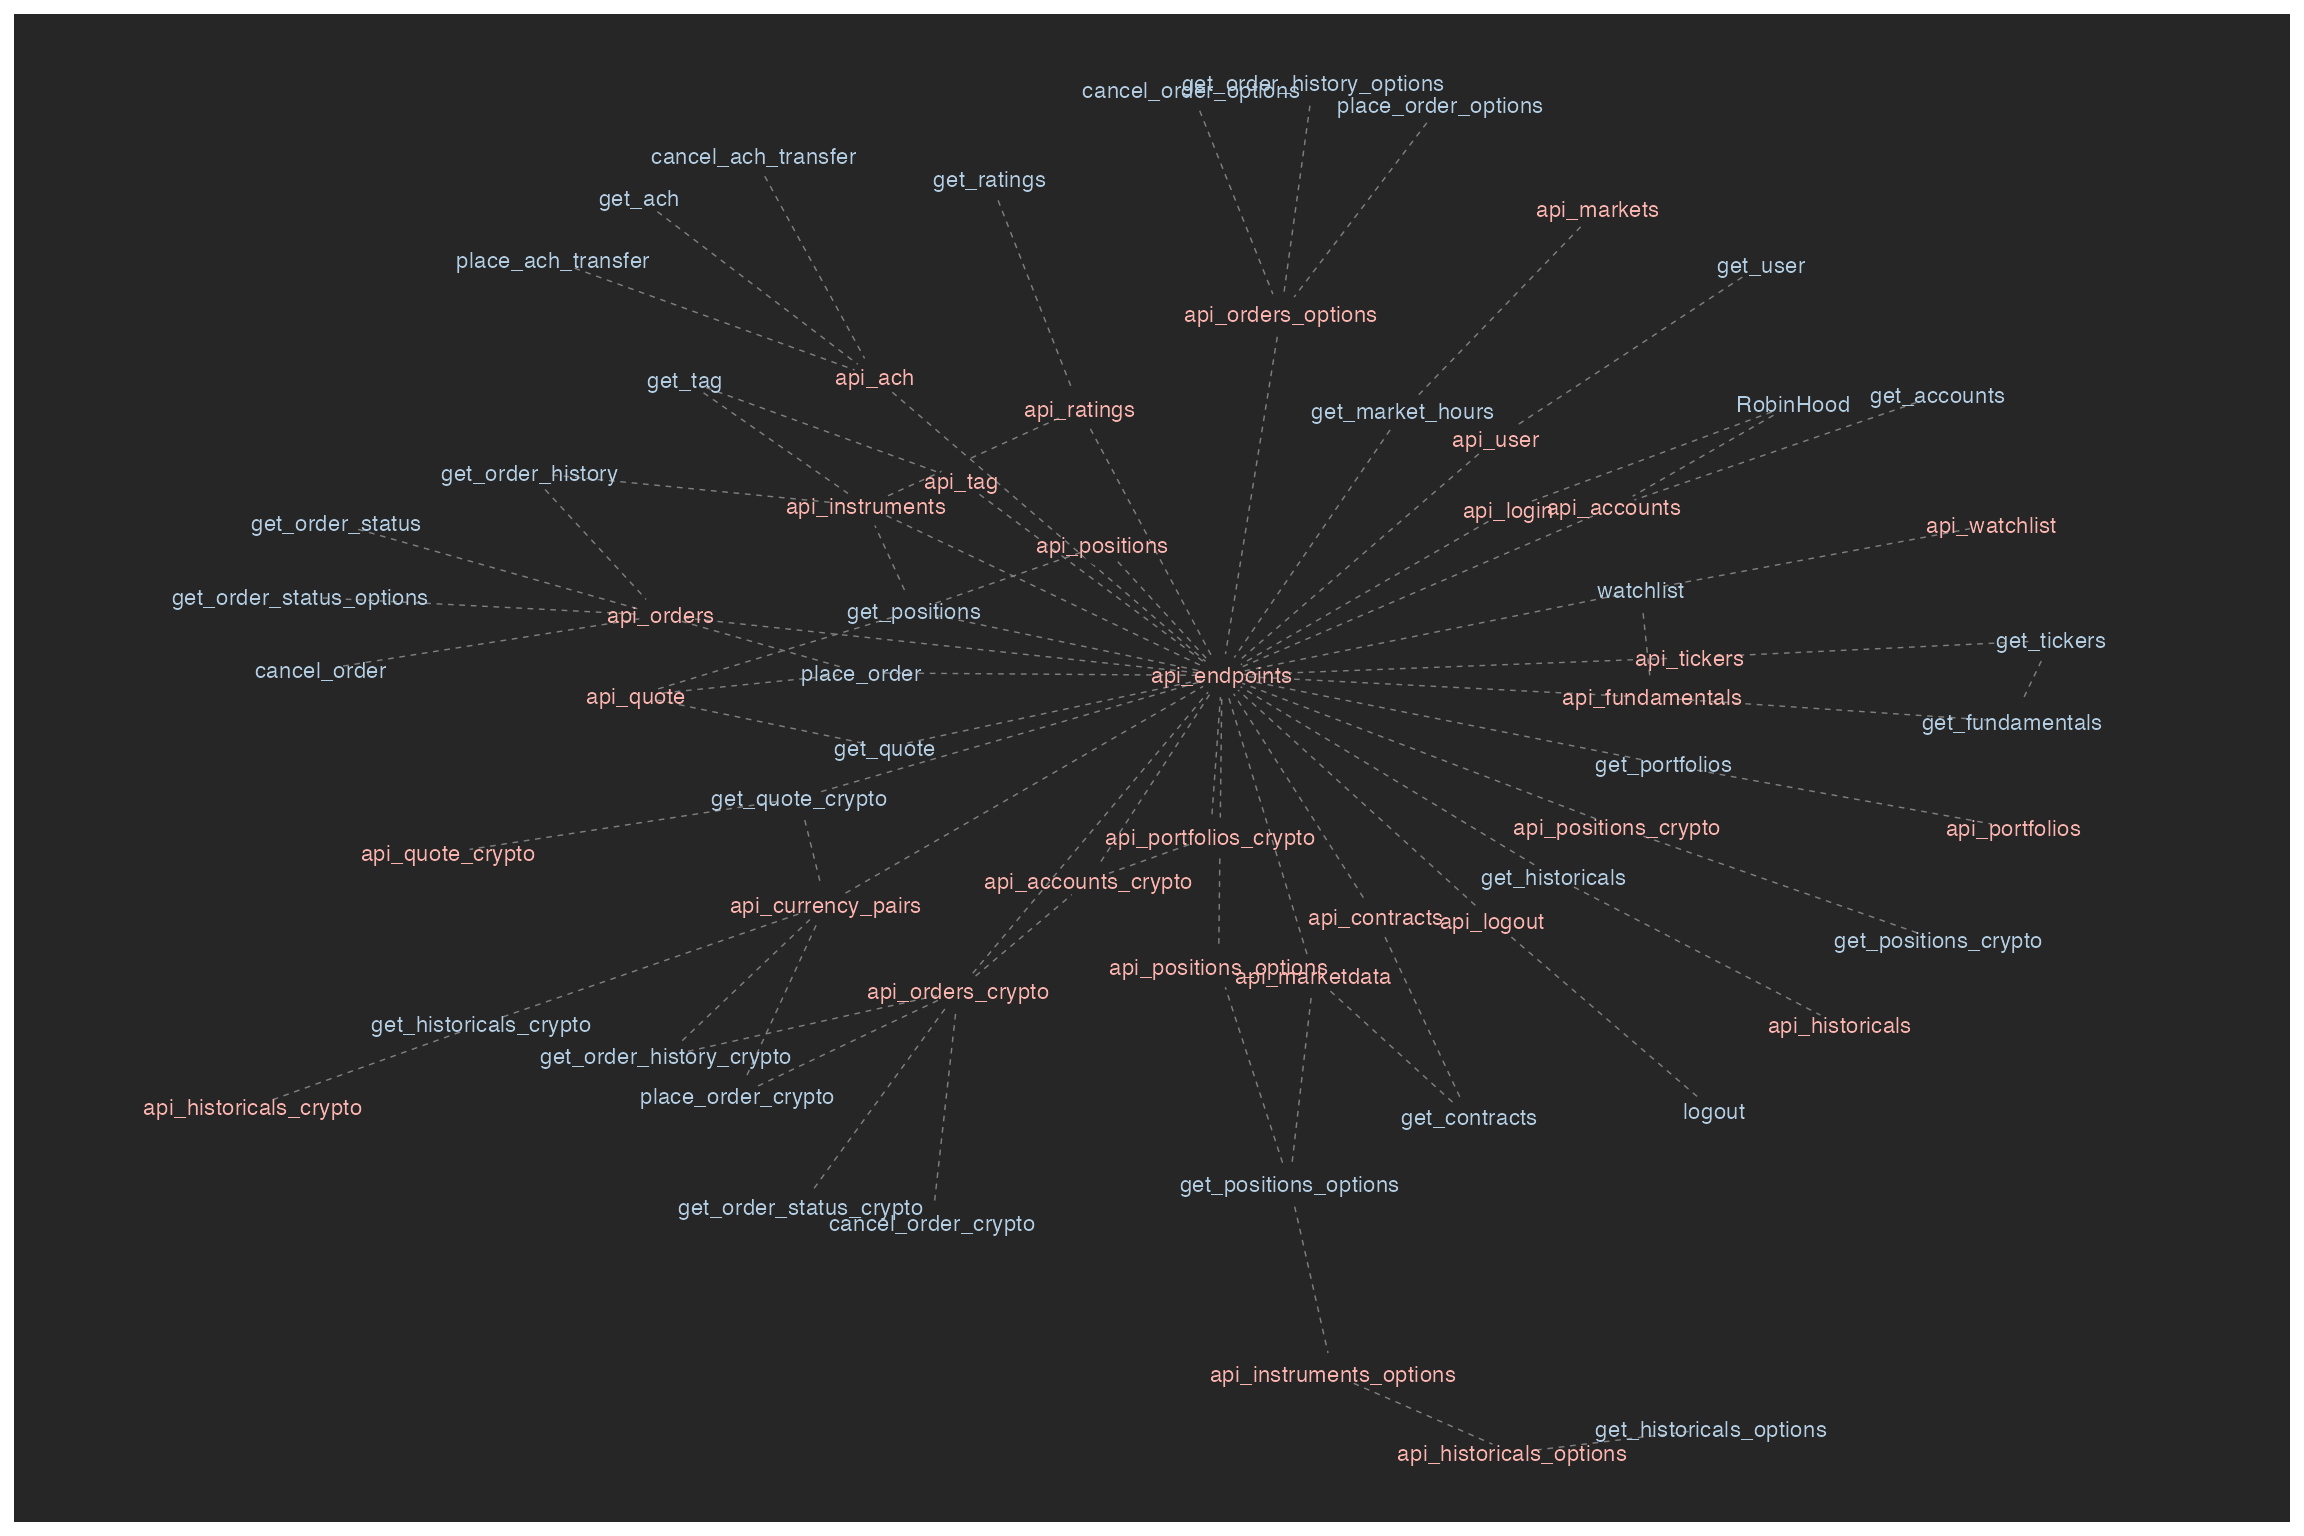 get_order_history_options
cancel_order_options
place_order_options
cancel_ach_transfer
get_ratings
get_ach
api_markets
place_ach_transfer
get_user
api_orders_options
api_ach
get_tag
get_accounts
RobinHood
api_ratings
get_market_hours
api_user
get_order_history
api_tag
api_instruments
api_login
api_accounts
get_order_status
api_watchlist
api_positions
watchlist
get_order_status_options
get_positions
api_orders
get_tickers
api_tickers
cancel_order
place_order
api_endpoints
api_quote
api_fundamentals
get_fundamentals
get_quote
get_portfolios
get_quote_crypto
api_positions_crypto
api_portfolios
api_portfolios_crypto
api_quote_crypto
get_historicals
api_accounts_crypto
api_currency_pairs
api_contracts
api_logout
get_positions_crypto
api_positions_options
api_marketdata
api_orders_crypto
get_historicals_crypto
api_historicals
get_order_history_crypto
place_order_crypto
api_historicals_crypto
logout
get_contracts
get_positions_options
get_order_status_crypto
cancel_order_crypto
api_instruments_options
get_historicals_options
api_historicals_options